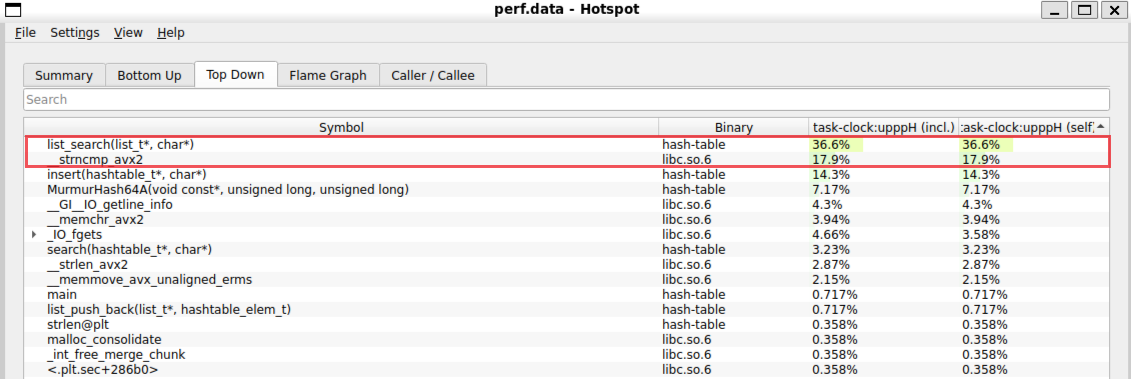 perf.data - Hotspot
File Settings View Help
Summary Bottom Up Top Down Flame Graph Caller / Callee
Search
Symbol Binary task-clock:upppH (incl.) :ask-clock:upppH (self)
list_search(list_t*, char*) hash-table 36.6% 36.6%
__strncmp_avx2 libc.so.6 17.9% 17.9%
insert(hashtable_t*, char*) hash-table 14.3% 14.3%
MurmurHash64A(void const*, unsigned long, unsigned long) hash-table 7.17% 7.17%
__GI__IO_getline_info libc.so.6 4.3% 4.3%
__memchr_avx2 libc.so.6 3.94% 3.94%
_IO_fgets libc.so.6 4.66% 3.58%
search(hashtable_t*, char*) hash-table 3.23% 3.23%
__strlen_avx2 libc.so.6 2.87% 2.87%
__memmove_avx_unaligned_erms libc.so.6 2.15% 2.15%
main hash-table 0.717% 0.717%
list_push_back(list_t*, hashtable_elem_t) hash-table 0.717% 0.717%
strlen@plt hash-table 0.358% 0.358%
malloc_consolidate libc.so.6 0.358% 0.358%
_int_free_merge_chunk libc.so.6 0.358% 0.358%
<.plt.sec+286b0> libc.so.6 0.358% 0.358%